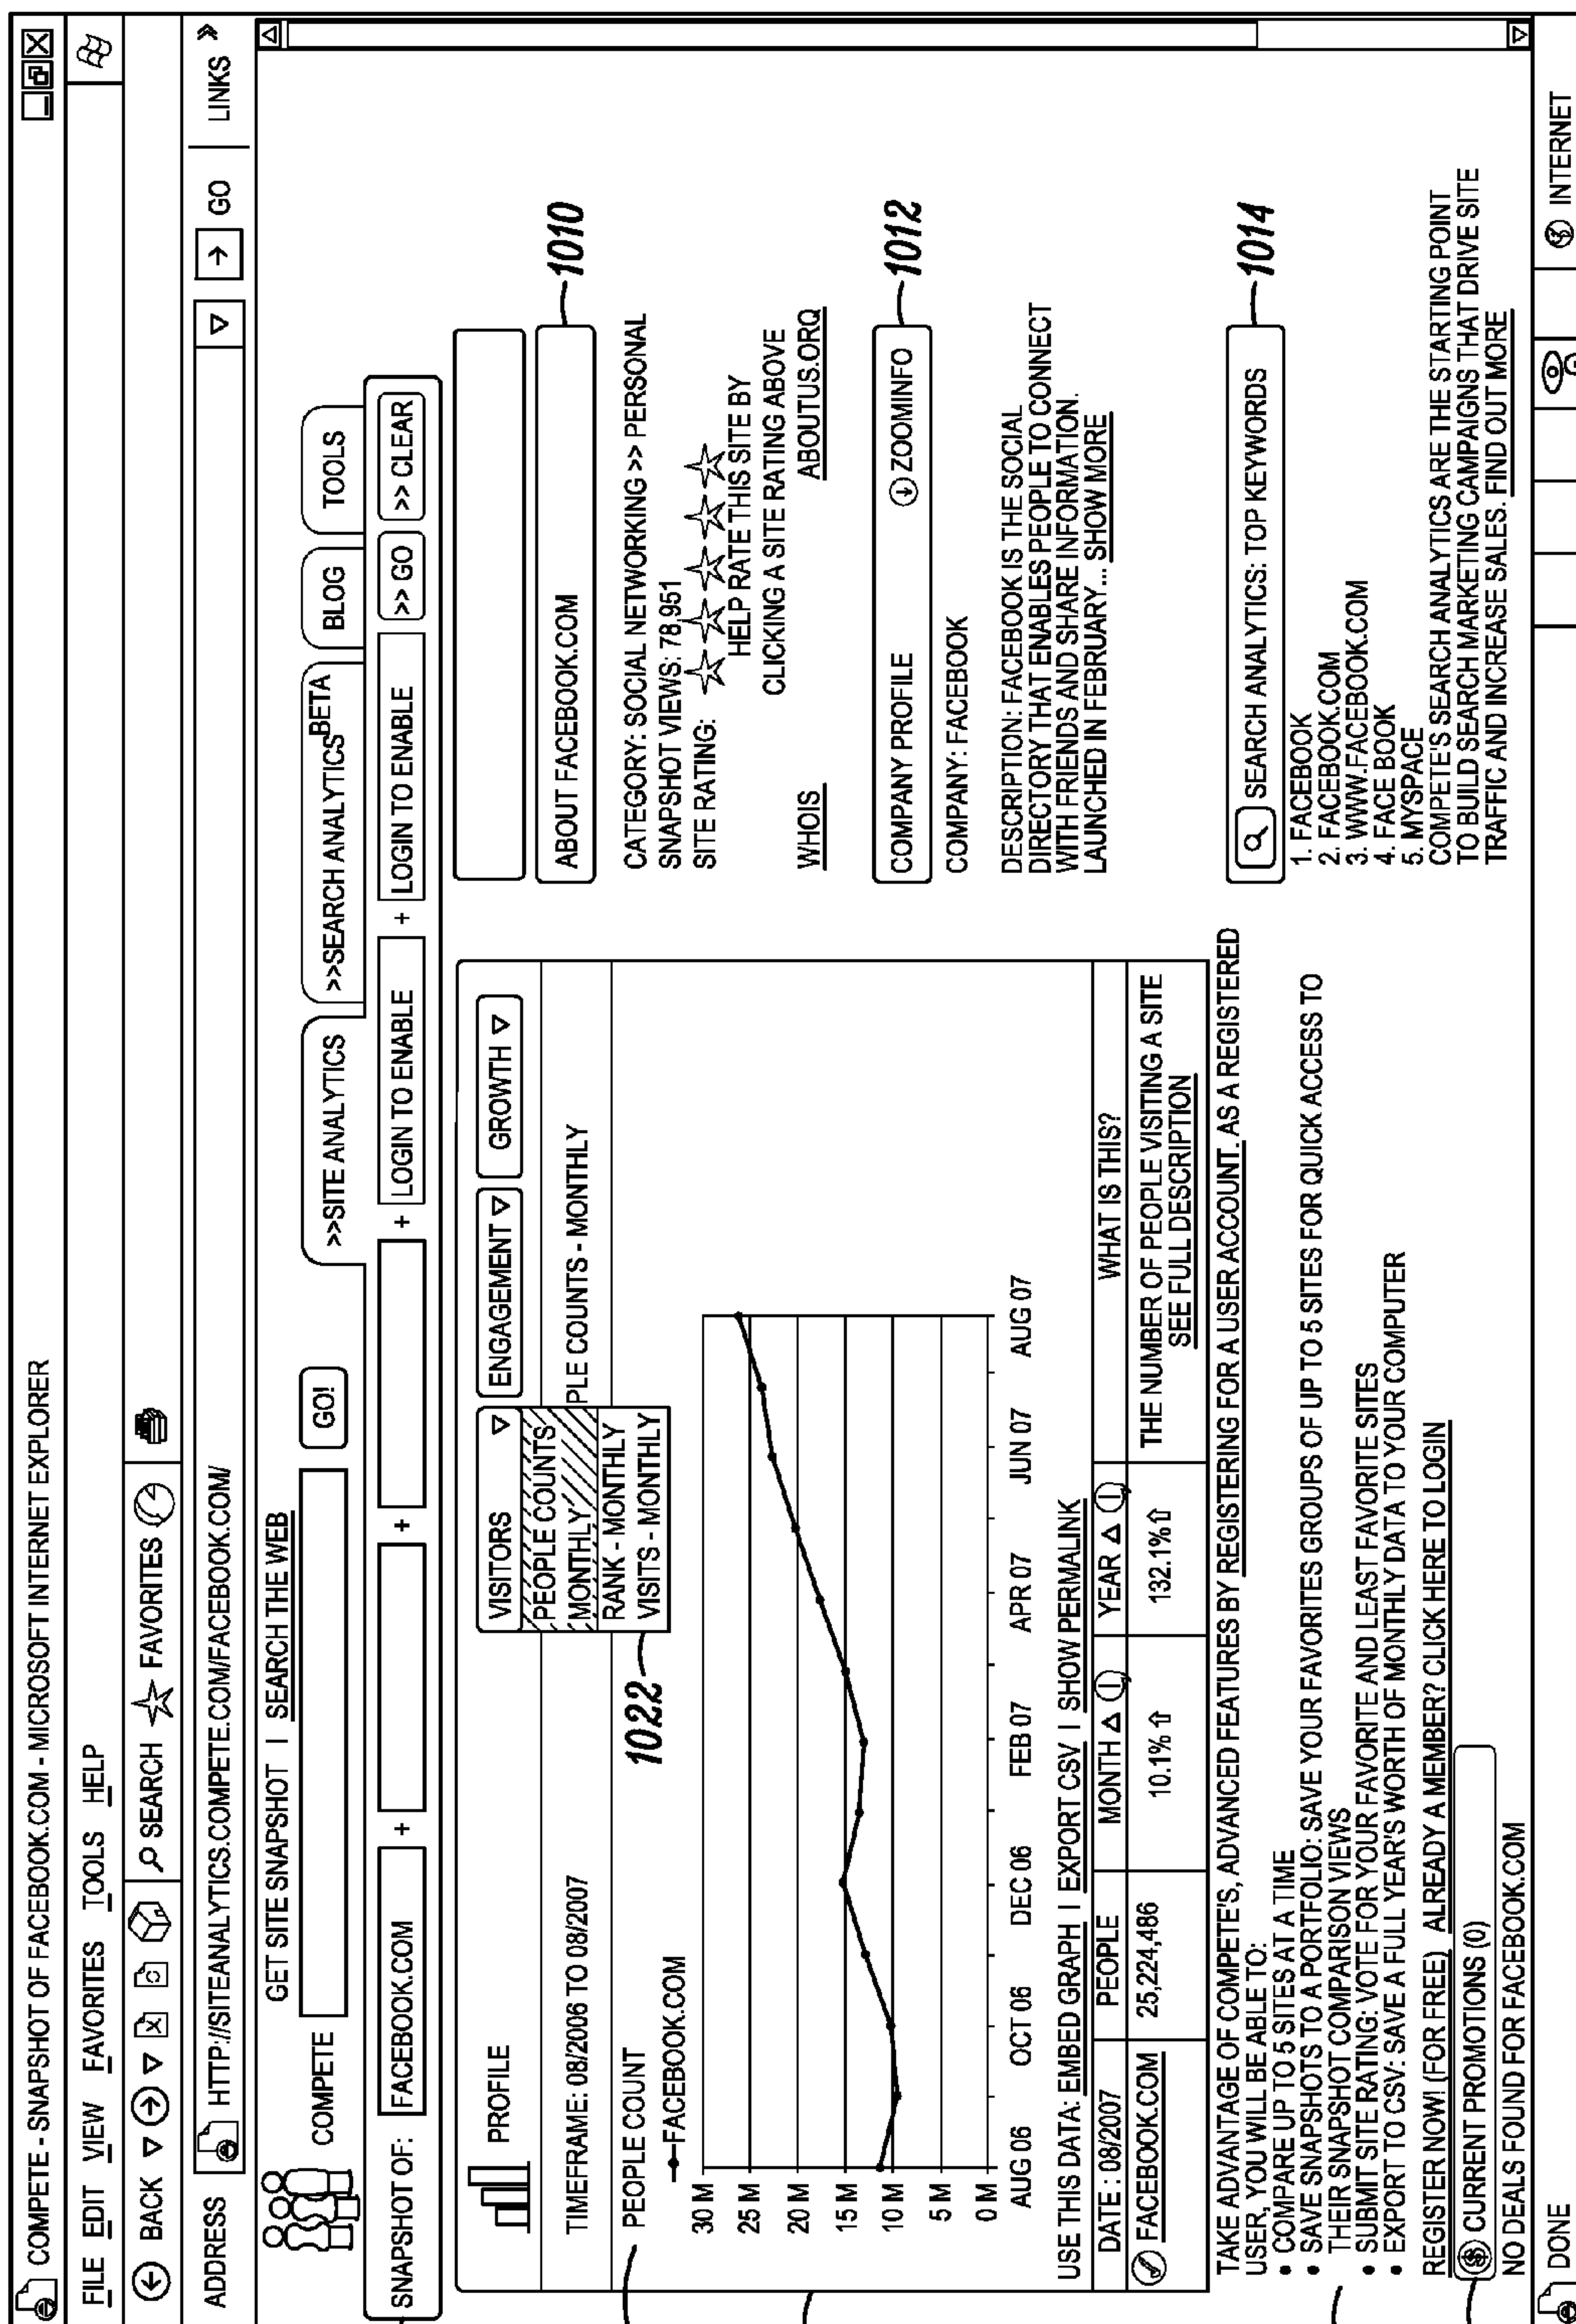 COMPETE - SNAPSHOT OF FACEBOOK.COM - MICROSOFT INTERNET EXPLORER
FILE EDIT VIEW FAVORITES TOOLS HELP
BACK SEARCH FAVORITES
ADDRESS HTTP://SITEANALYTICS.COMPETE.COM/FACEBOOK.COM/ GO LINKS »
GET SITE SNAPSHOT | SEARCH THE WEB
COMPETE GO! >>SITE ANALYTICS >>SEARCH ANALYTICS BETA BLOG TOOLS
SNAPSHOT OF: FACEBOOK.COM + + + LOGIN TO ENABLE + LOGIN TO ENABLE >> GO >> CLEAR
PROFILE
VISITORS ENGAGEMENT GROWTH
PEOPLE COUNTS
MONTHLY
RANK - MONTHLY
VISITS - MONTHLY
1022
TIMEFRAME: 08/2006 TO 08/2007
PLE COUNTS - MONTHLY
PEOPLE COUNT
FACEBOOK.COM
30 M
25 M
20 M
15 M
10 M
5 M
0 M
AUG 06 OCT 06 DEC 06 FEB 07 APR 07 JUN 07 AUG 07
USE THIS DATA: EMBED GRAPH | EXPORT CSV | SHOW PERMALINK
DATE : 08/2007 PEOPLE MONTH Δ YEAR Δ WHAT IS THIS?
FACEBOOK.COM 25,224,486 10.1% ⇧ 132.1%⇧ THE NUMBER OF PEOPLE VISITING A SITE
SEE FULL DESCRIPTION
TAKE ADVANTAGE OF COMPETE'S, ADVANCED FEATURES BY REGISTERING FOR A USER ACCOUNT. AS A REGISTERED
USER, YOU WILL BE ABLE TO:
• COMPARE UP TO 5 SITES AT A TIME
• SAVE SNAPSHOTS TO A PORTFOLIO: SAVE YOUR FAVORITES GROUPS OF UP TO 5 SITES FOR QUICK ACCESS TO
THEIR SNAPSHOT COMPARISON VIEWS
• SUBMIT SITE RATING: VOTE FOR YOUR FAVORITE AND LEAST FAVORITE SITES
• EXPORT TO CSV: SAVE A FULL YEAR'S WORTH OF MONTHLY DATA TO YOUR COMPUTER
REGISTER NOW! (FOR FREE) ALREADY A MEMBER? CLICK HERE TO LOGIN
$ CURRENT PROMOTIONS (0)
NO DEALS FOUND FOR FACEBOOK.COM
ABOUT FACEBOOK.COM
1010
CATEGORY: SOCIAL NETWORKING >> PERSONAL
SNAPSHOT VIEWS: 78,951
SITE RATING:
HELP RATE THIS SITE BY
CLICKING A SITE RATING ABOVE
WHOIS ABOUTUS.ORQ
COMPANY PROFILE ZOOMINFO
1012
COMPANY: FACEBOOK
DESCRIPTION: FACEBOOK IS THE SOCIAL
DIRECTORY THAT ENABLES PEOPLE TO CONNECT
WITH FRIENDS AND SHARE INFORMATION.
LAUNCHED IN FEBRUARY... SHOW MORE
SEARCH ANALYTICS: TOP KEYWORDS
1014
1. FACEBOOK
2. FACEBOOK.COM
3. WWW.FACEBOOK.COM
4. FACE BOOK
5. MYSPACE
COMPETE'S SEARCH ANALYTICS ARE THE STARTING POINT
TO BUILD SEARCH MARKETING CAMPAIGNS THAT DRIVE SITE
TRAFFIC AND INCREASE SALES. FIND OUT MORE
DONE INTERNET